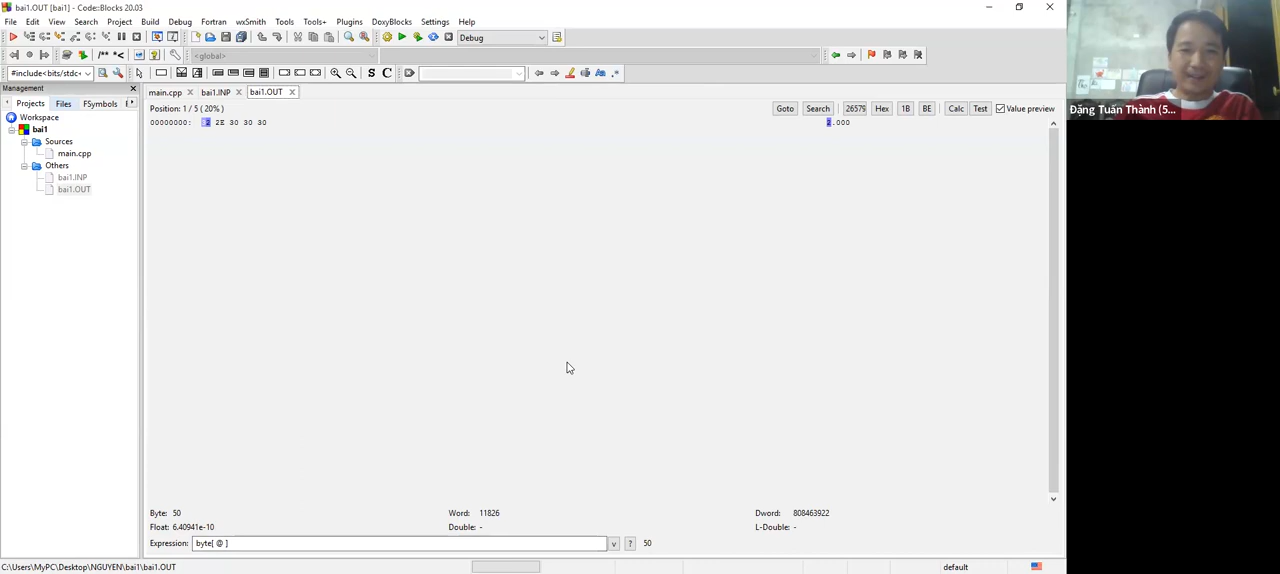 bai1.OUT [bai1] - Code::Blocks 20.03
File Edit View Search Project Build Debug Fortran wxSmith Tools Tools+ Plugins DoxyBlocks Settings Help
Debug
/** *< <global>
#include<bits/stdc< S C .*
Management
Projects Files FSymbols
Workspace
bai1
Sources
main.cpp
Others
bai1.INP
bai1.OUT
main.cpp bai1.INP bai1.OUT
Position: 1 / 5 (20%) Goto Search 26579 Hex 1B BE Calc Test Value preview
00000000: 2 2E 30 30 30 2.000
Byte: 50 Word: 11826 Dword: 808463922
Float: 6.40941e-10 Double: - L-Double: -
Expression: byte[ @ ] v ? 50
C:\Users\MyPC\Desktop\NGUYEN\bai1\bai1.OUT default
Đặng Tuấn Thành (5...